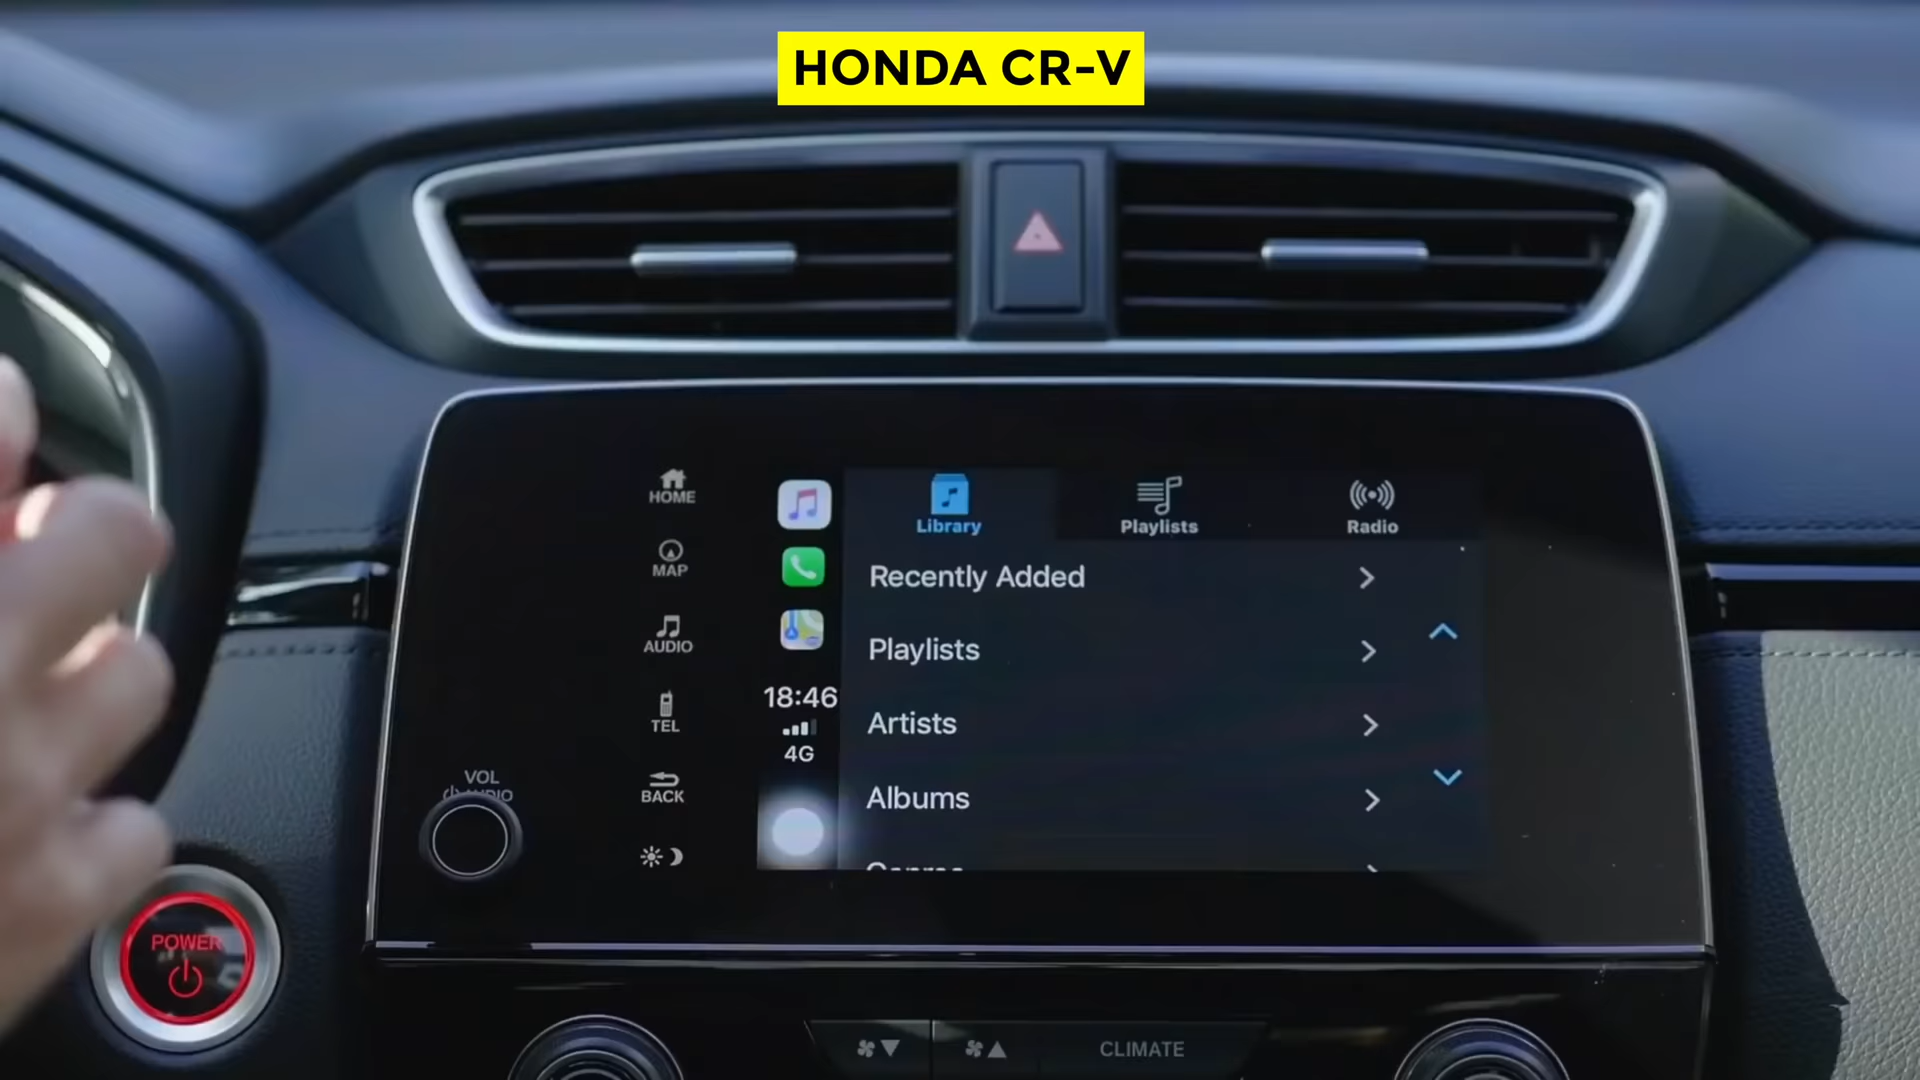 HONDA CR-V
HOME
MAP
AUDIO
TEL
BACK
VOL
AUDIO
POWER
18:46
4G
Library
Playlists
Radio
Recently Added
Playlists
Artists
Albums
CLIMATE